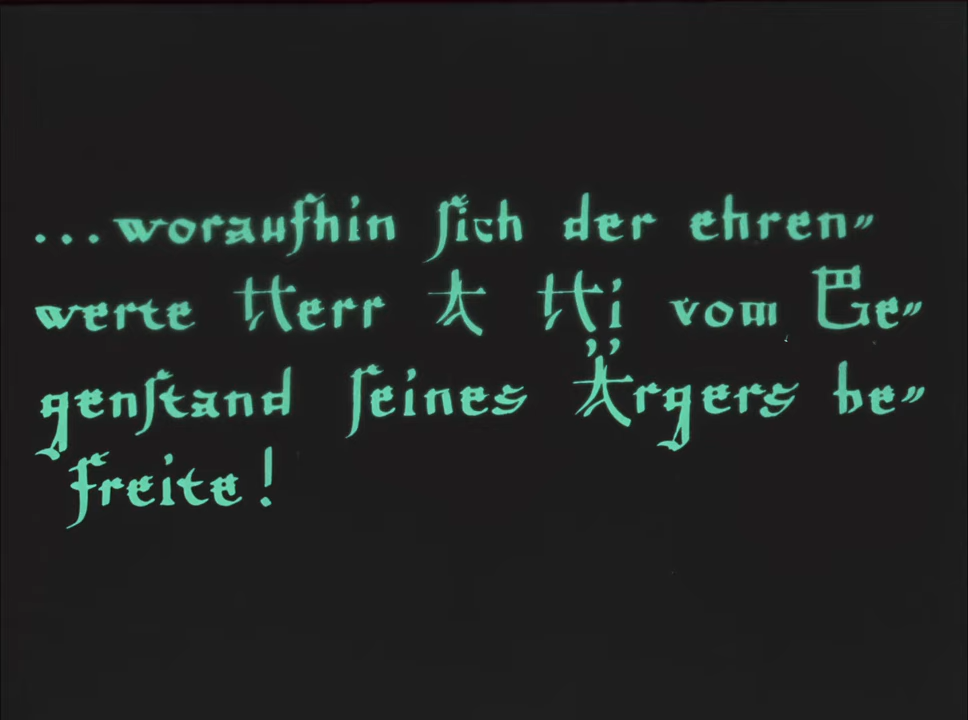 ...woraufhin sich der ehren-
werte Herr A Hi vom Ge-
genstand seines Ärgers be-
freite!